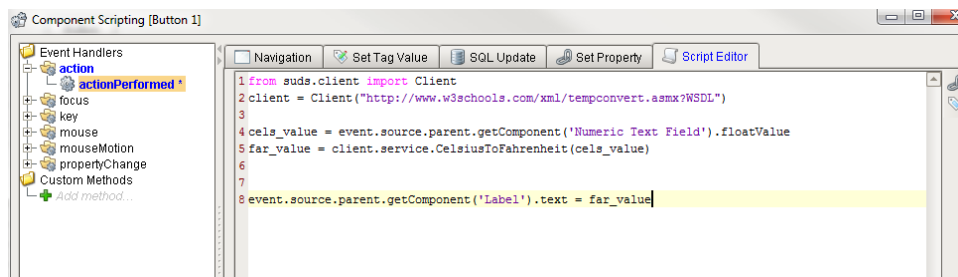 Component Scripting [Button 1]
Event Handlers
action
actionPerformed *
focus
key
mouse
mouseMotion
propertyChange
Custom Methods
Add method...
Navigation
Set Tag Value
SQL Update
Set Property
Script Editor
1 from suds.client import Client
2 client = Client("http://www.w3schools.com/xml/tempconvert.asmx?WSDL")
3
4 cels_value = event.source.parent.getComponent('Numeric Text Field').floatValue
5 far_value = client.service.CelsiusToFahrenheit(cels_value)
6
7
8 event.source.parent.getComponent('Label').text = far_value